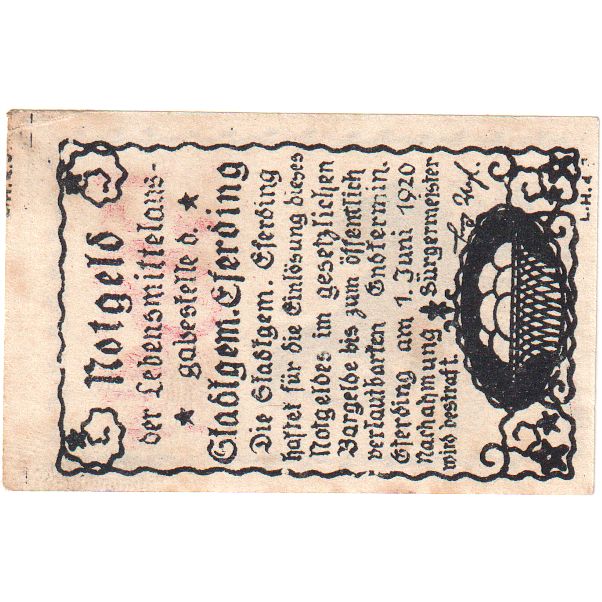 Notgeld
der Lebensmittelaus-
gabestelle d.
Stadtgem. Eferding
Die Stadtgem. Eferding
haftet für die Einlösung dieses
Notgeldes im gesetzlichen
Bargelde bis zum öffentlich
verlautbarten Endtermin.
Eferding am 1. Juni 1920
Nachahmung Bürgermeister
wird bestraft.
L.H.